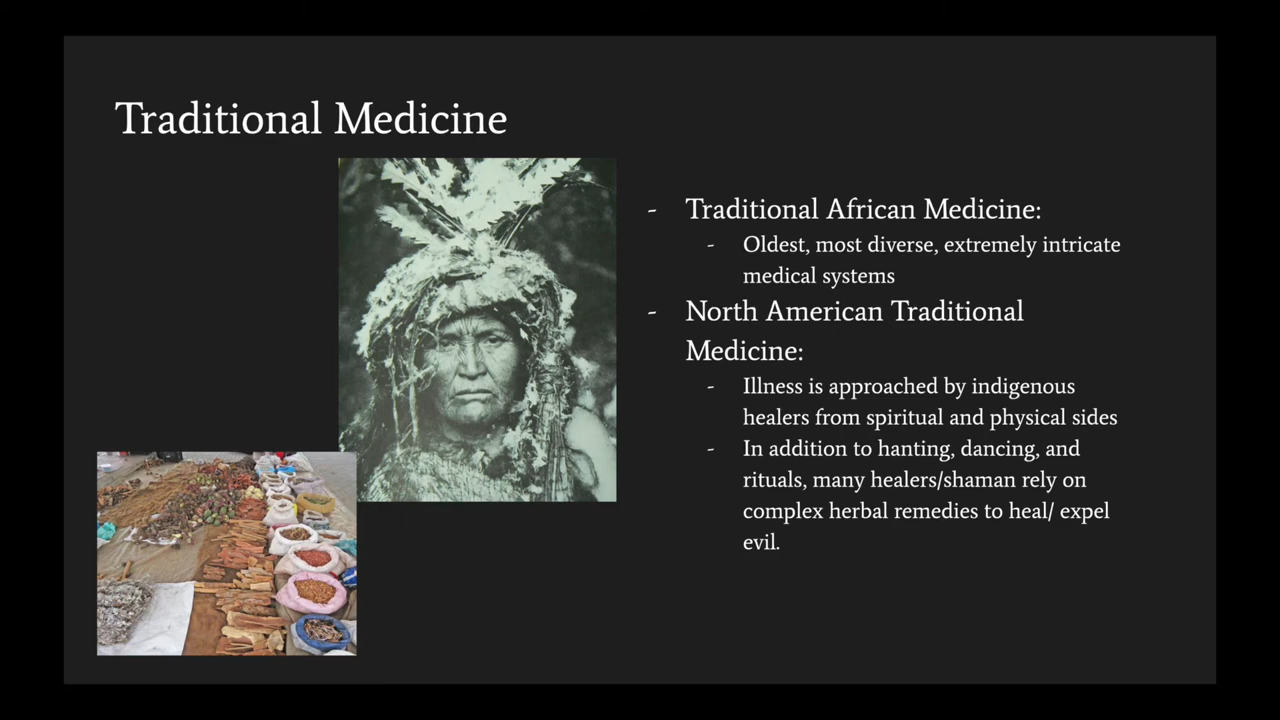 Traditional Medicine
- Traditional African Medicine:
- Oldest, most diverse, extremely intricate
medical systems
- North American Traditional
Medicine:
- Illness is approached by indigenous
healers from spiritual and physical sides
- In addition to hanting, dancing, and
rituals, many healers/shaman rely on
complex herbal remedies to heal/ expel
evil.